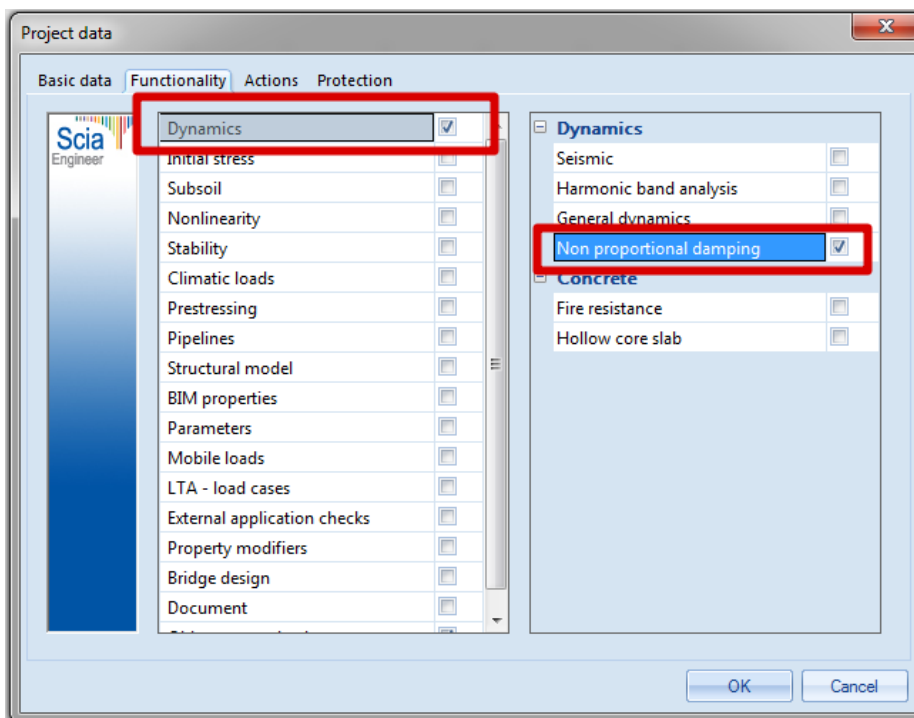 Project data
Basic data Functionality Actions Protection
Scia
Engineer
Dynamics
Initial stress
Subsoil
Nonlinearity
Stability
Climatic loads
Prestressing
Pipelines
Structural model
BIM properties
Parameters
Mobile loads
LTA - load cases
External application checks
Property modifiers
Bridge design
Document
Dynamics
Seismic
Harmonic band analysis
General dynamics
Non proportional damping
Concrete
Fire resistance
Hollow core slab
OK Cancel